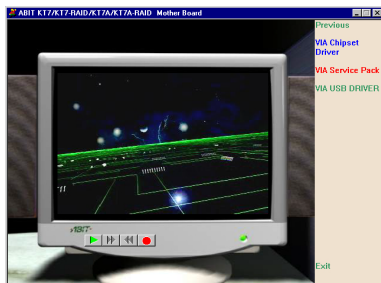 ABIT KT7/KT7-RAID/KT7A/KT7A-RAID Mother Board
Previous
VIA Chipset
Driver
VIA Service Pack
VIA USB DRIVER
ABIT
Exit